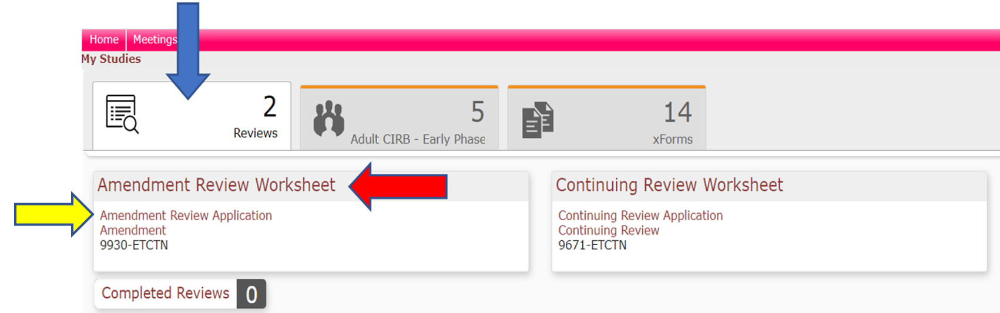 Home Meetings
My Studies
2
Reviews
5
Adult CIRB - Early Phase
14
xForms
Amendment Review Worksheet
Amendment Review Application
Amendment
9930-ETCTN
Continuing Review Worksheet
Continuing Review Application
Continuing Review
9671-ETCTN
Completed Reviews 0